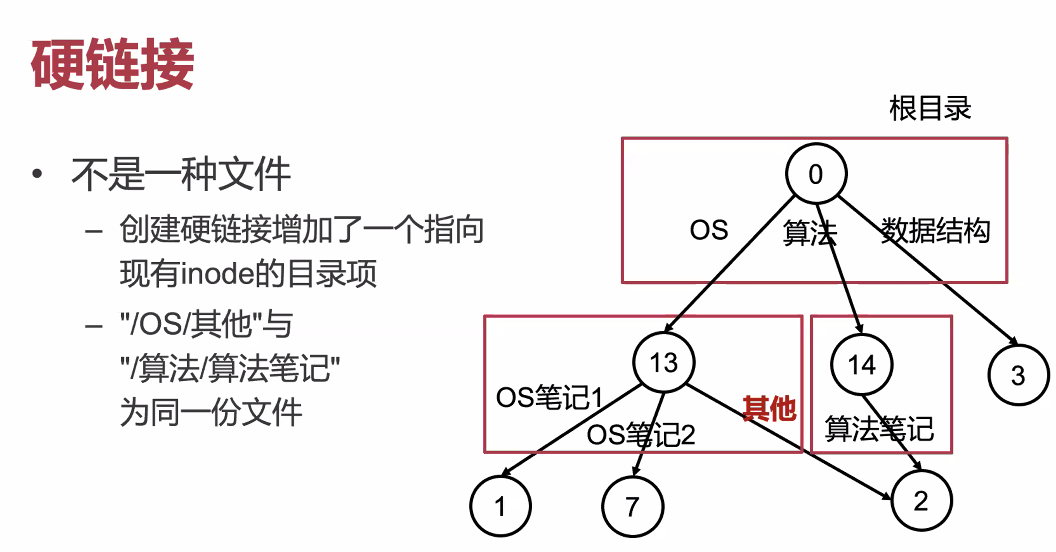 硬链接
• 不是一种文件
– 创建硬链接增加了一个指向
现有inode的目录项
– "/OS/其他"与
"/算法/算法笔记"
为同一份文件
根目录
0
OS
算法
数据结构
13
14
3
OS笔记1
OS笔记2
其他
算法笔记
1
7
2